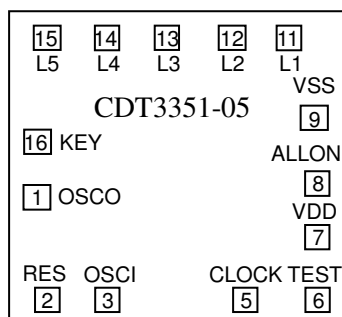 15 14 13 12 11
L5 L4 L3 L2 L1
VSS
CDT3351-05
9
16 KEY
ALLON
8
1 OSCO
VDD
7
RES OSCI CLOCK TEST
2 3 5 6